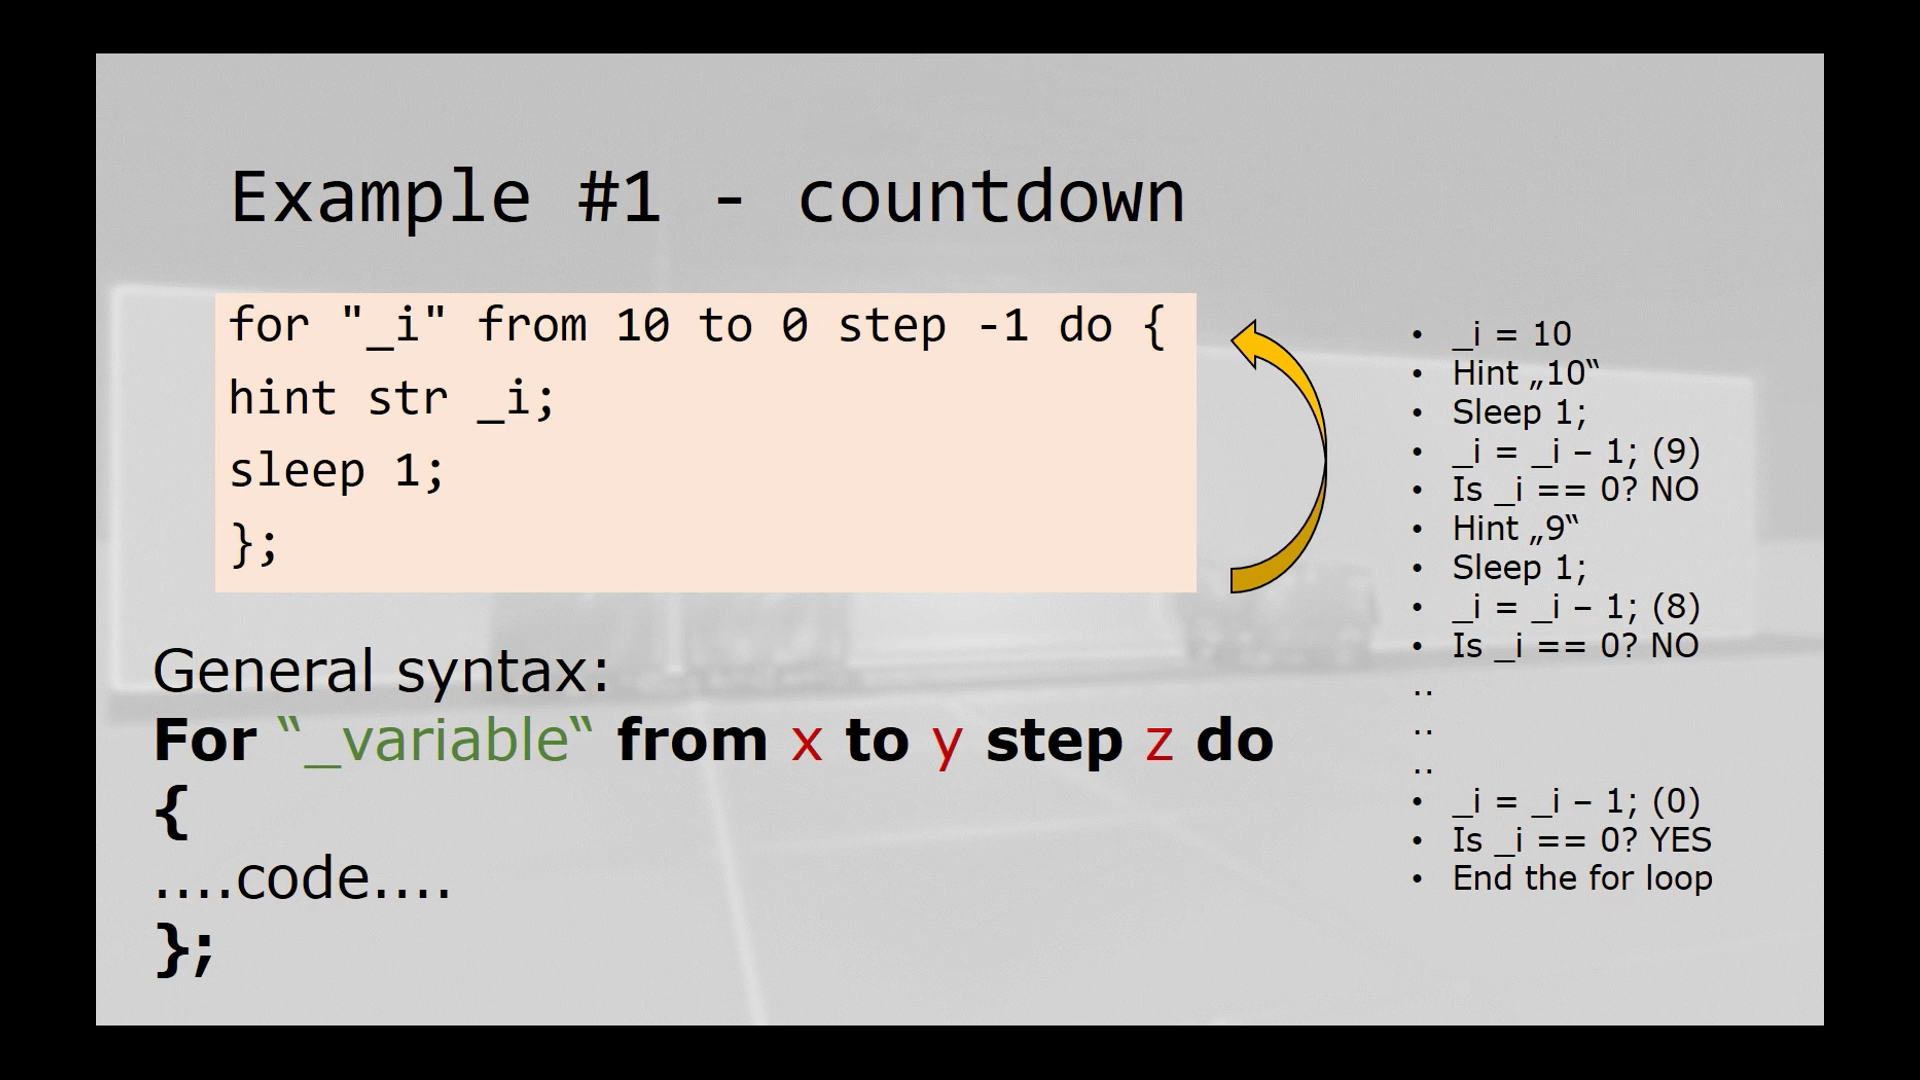 Example #1 - countdown
for "_i" from 10 to 0 step -1 do {
hint str _i;
sleep 1;
};
General syntax:
For “_variable“ from x to y step z do
{
....code....
};
• _i = 10
• Hint „10“
• Sleep 1;
• _i = _i – 1; (9)
• Is _i == 0? NO
• Hint „9“
• Sleep 1;
• _i = _i – 1; (8)
• Is _i == 0? NO
..
..
..
• _i = _i – 1; (0)
• Is _i == 0? YES
• End the for loop